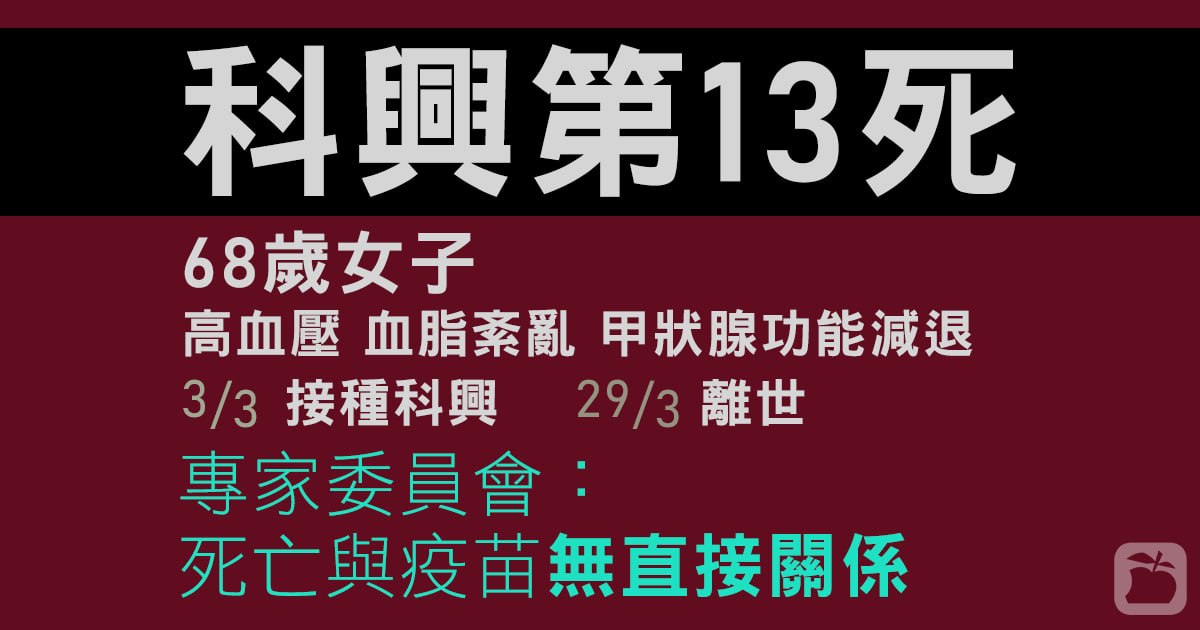 科興第13死
68歲女子
高血壓 血脂紊亂 甲狀腺功能減退
3/3 接種科興 29/3 離世
專家委員會：
死亡與疫苗無直接關係